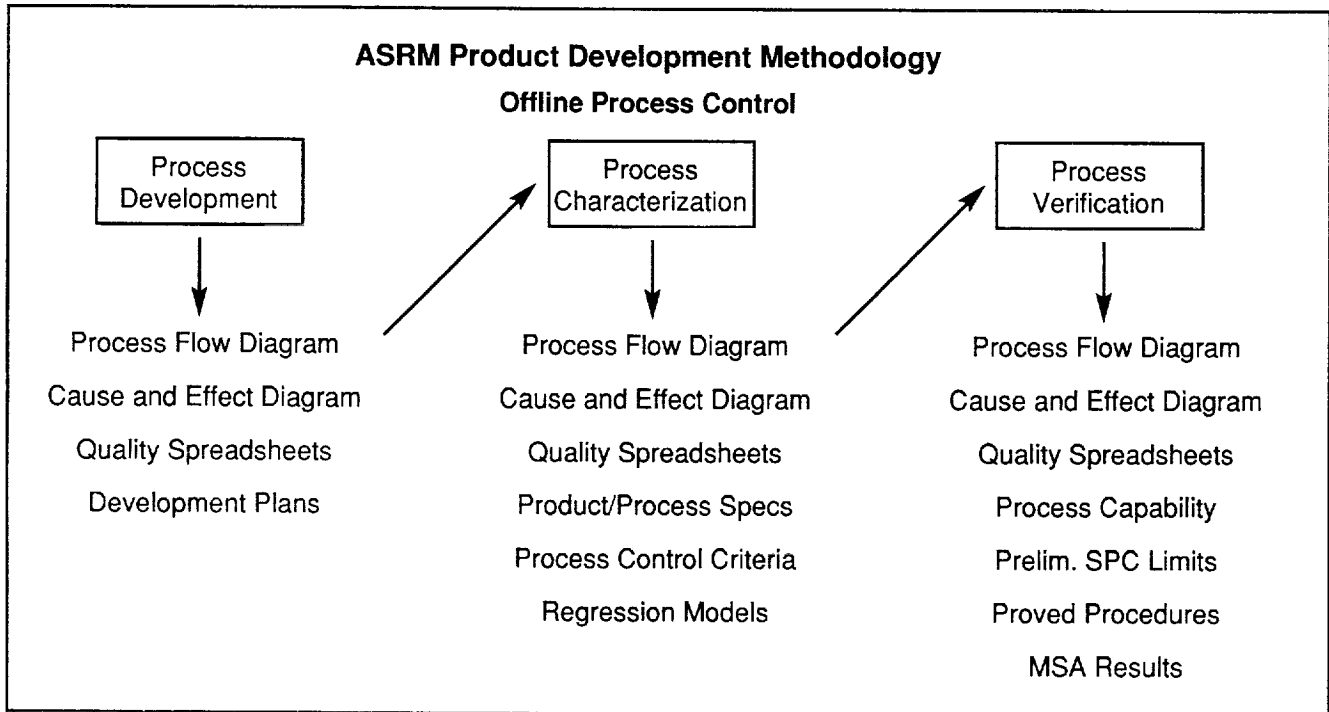 ASRM Product Development Methodology
Offline Process Control
Process
Development
Process Flow Diagram
Cause and Effect Diagram
Quality Spreadsheets
Development Plans
Process
Characterization
Process Flow Diagram
Cause and Effect Diagram
Quality Spreadsheets
Product/Process Specs
Process Control Criteria
Regression Models
Process
Verification
Process Flow Diagram
Cause and Effect Diagram
Quality Spreadsheets
Process Capability
Prelim. SPC Limits
Proved Procedures
MSA Results